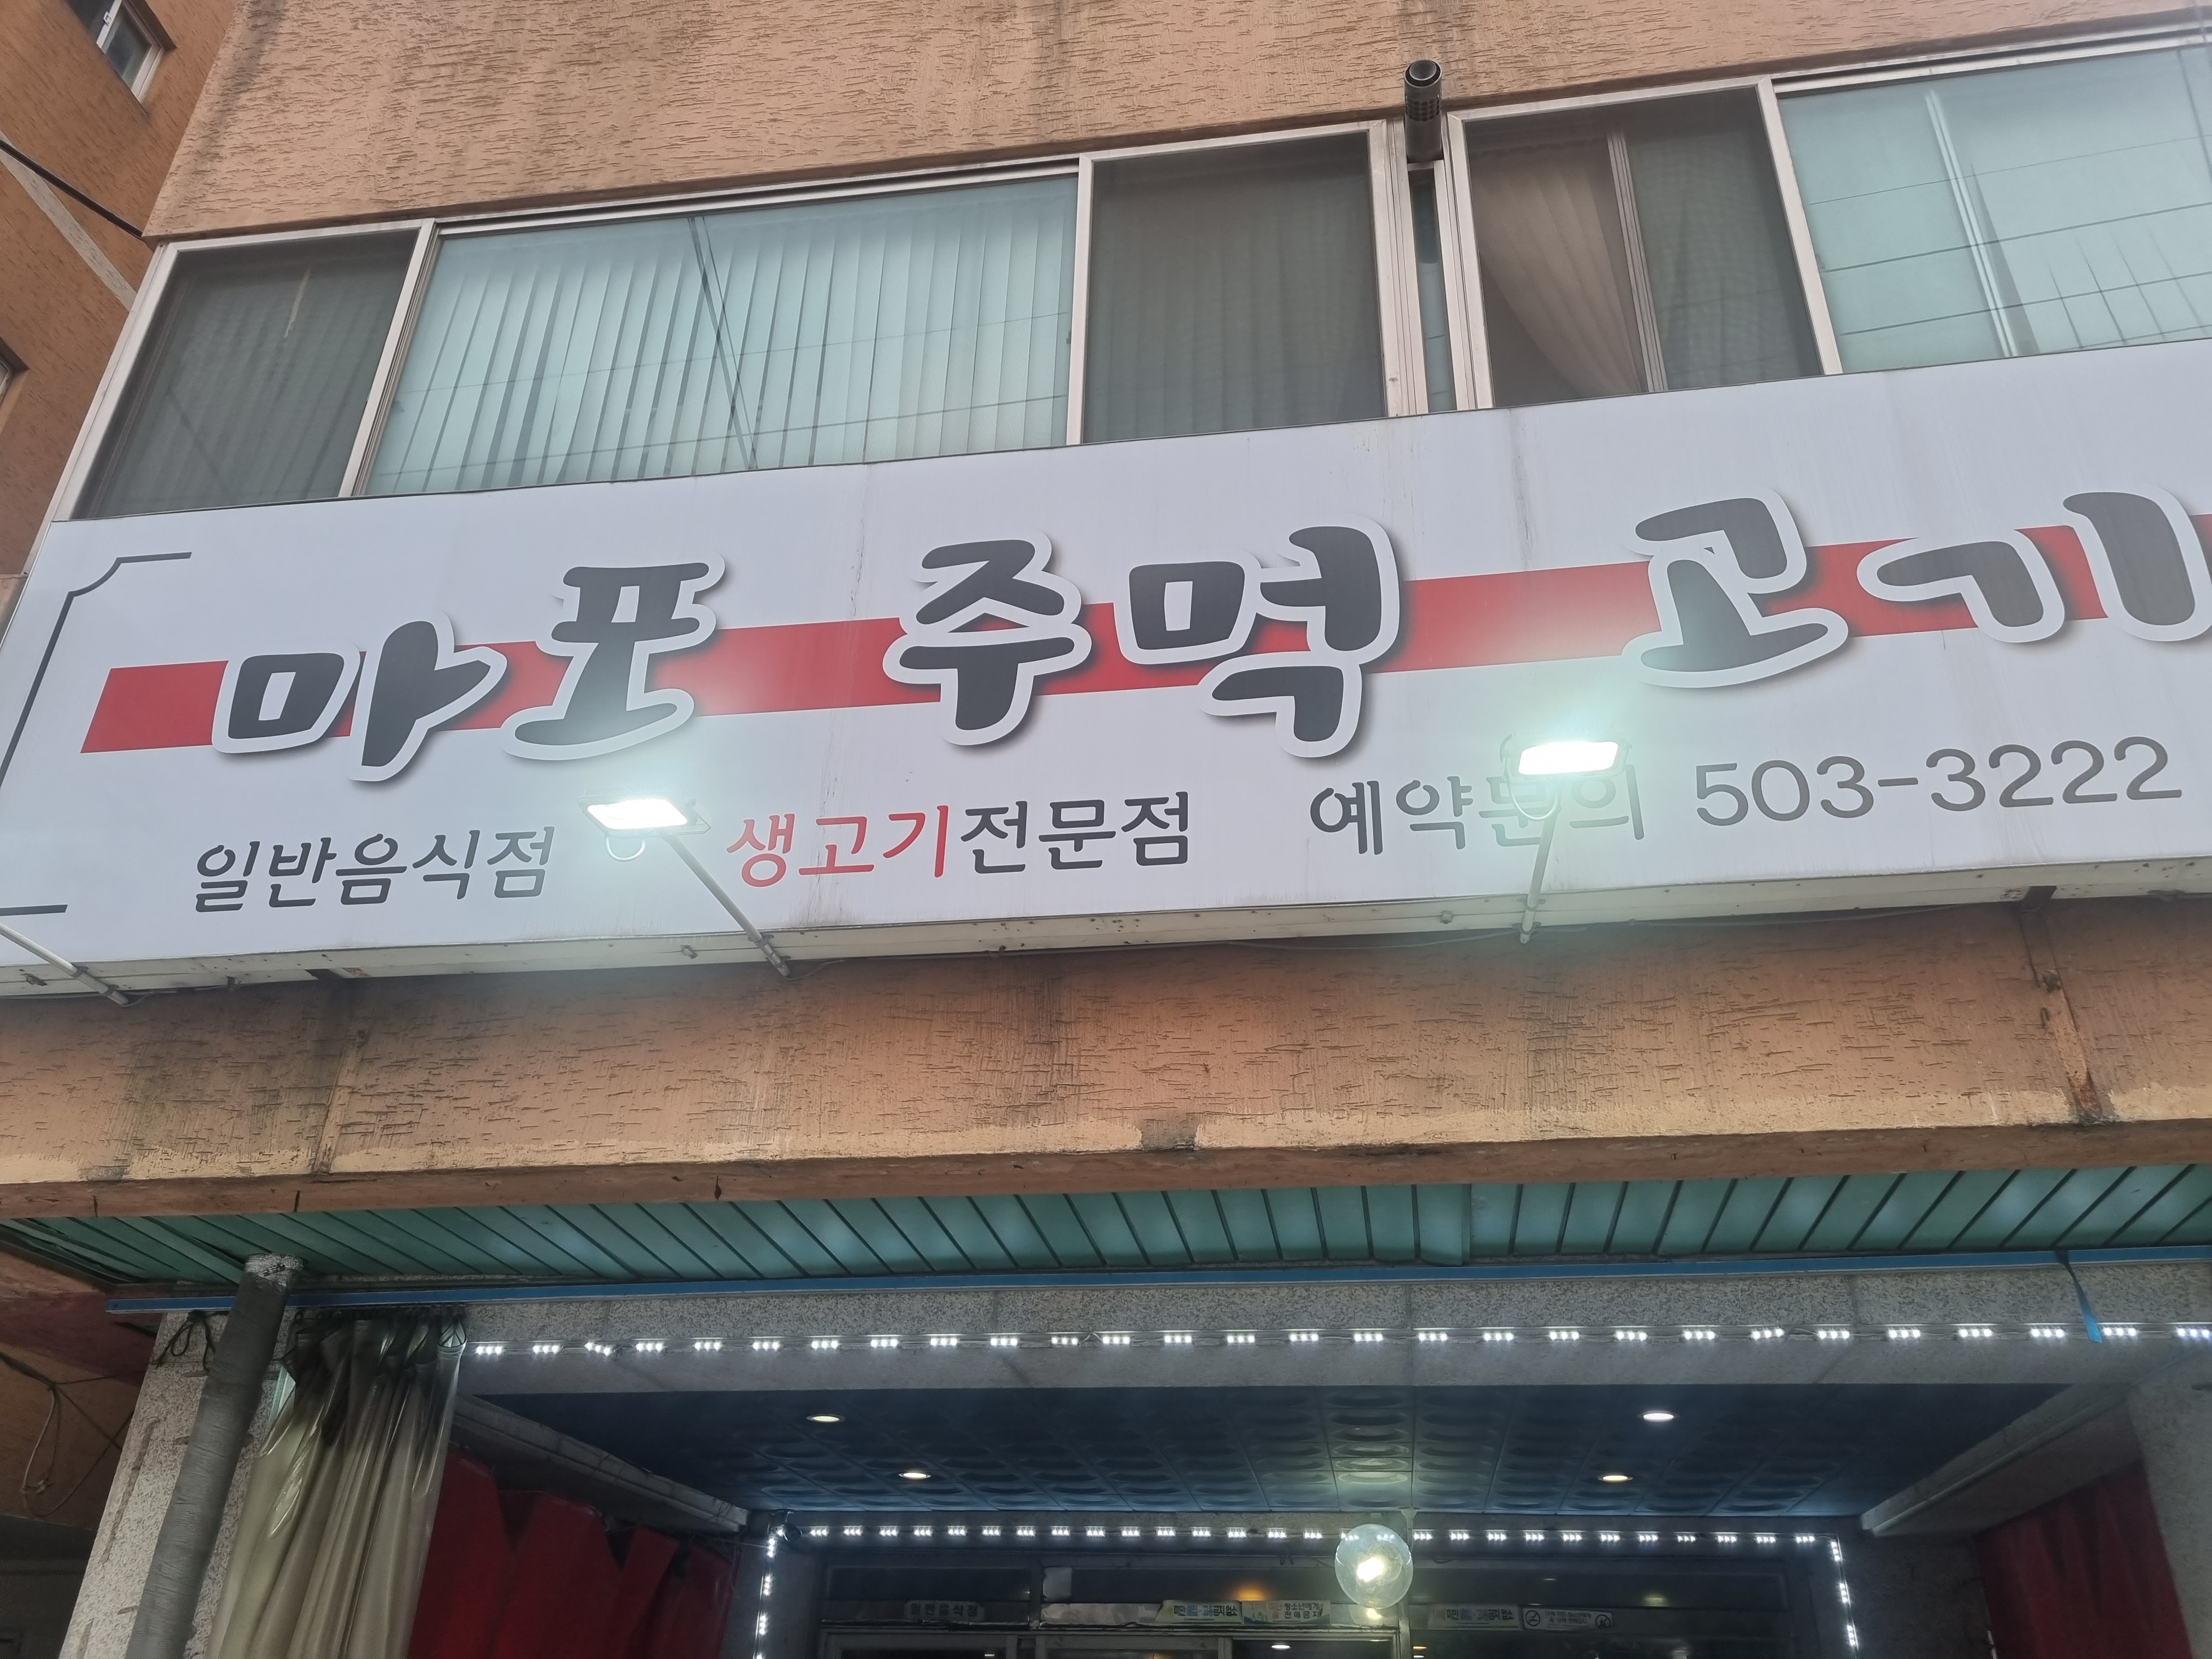 마포 주먹 고기
일반음식점 생고기전문점 예약문의 503-3222